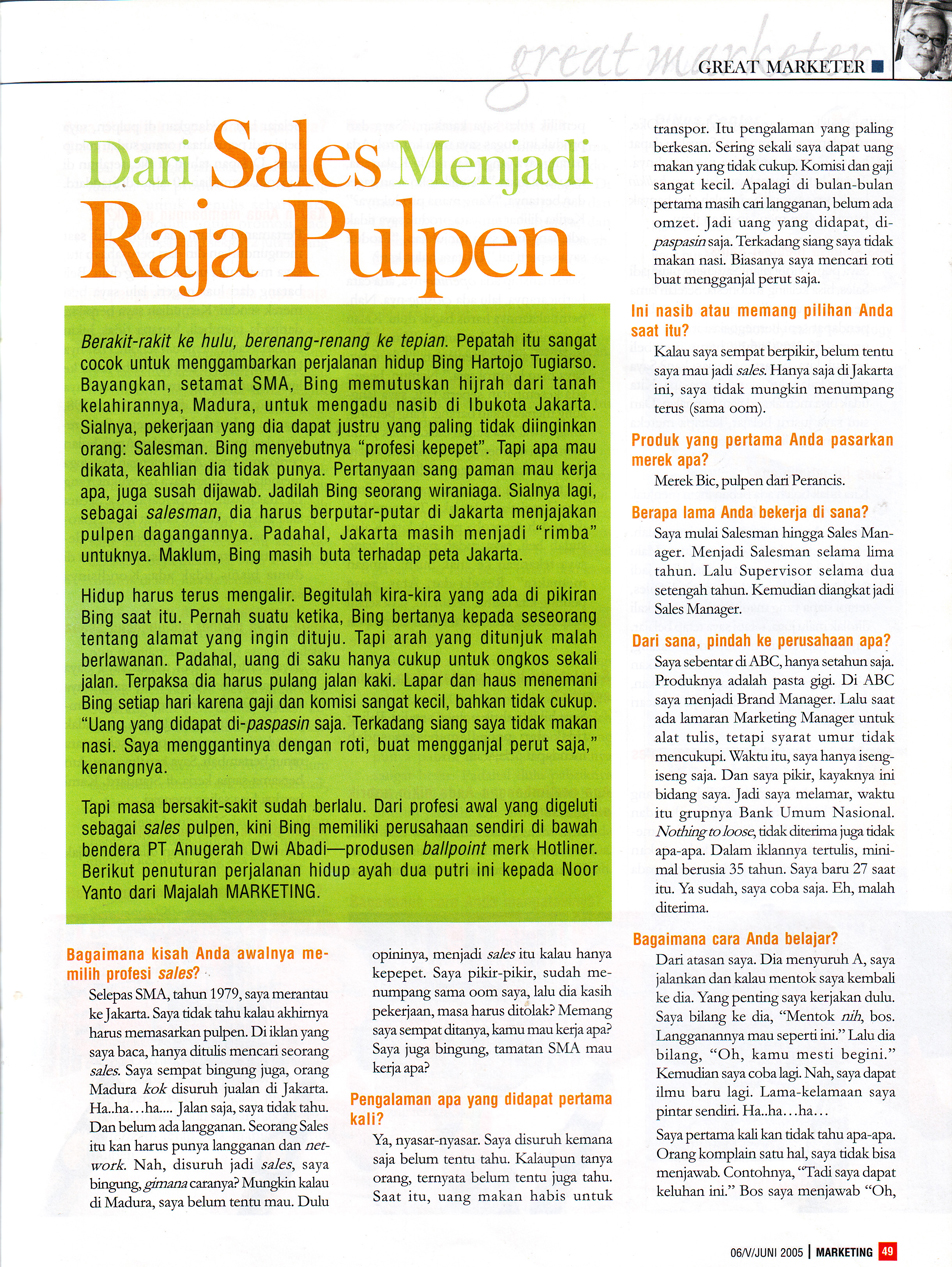 great marketer
GREAT MARKETER
Dari Sales Menjadi
Raja Pulpen
Berakit-rakit ke hulu, berenang-renang ke tepian. Pepatah itu sangat
cocok untuk menggambarkan perjalanan hidup Bing Hartojo Tugiarso.
Bayangkan, setamat SMA, Bing memutuskan hijrah dari tanah
kelahirannya, Madura, untuk mengadu nasib di Ibukota Jakarta.
Sialnya, pekerjaan yang dia dapat justru yang paling tidak diinginkan
orang: Salesman. Bing menyebutnya “profesi kepepet”. Tapi apa mau
dikata, keahlian dia tidak punya. Pertanyaan sang paman mau kerja
apa, juga susah dijawab. Jadilah Bing seorang wiraniaga. Sialnya lagi,
sebagai salesman, dia harus berputar-putar di Jakarta menjajakan
pulpen dagangannya. Padahal, Jakarta masih menjadi “rimba”
untuknya. Maklum, Bing masih buta terhadap peta Jakarta.
Hidup harus terus mengalir. Begitulah kira-kira yang ada di pikiran
Bing saat itu. Pernah suatu ketika, Bing bertanya kepada seseorang
tentang alamat yang ingin dituju. Tapi arah yang ditunjuk malah
berlawanan. Padahal, uang di saku hanya cukup untuk ongkos sekali
jalan. Terpaksa dia harus pulang jalan kaki. Lapar dan haus menemani
Bing setiap hari karena gaji dan komisi sangat kecil, bahkan tidak cukup.
“Uang yang didapat di-paspasin saja. Terkadang siang saya tidak makan
nasi. Saya menggantinya dengan roti, buat mengganjal perut saja,”
kenangnya.
Tapi masa bersakit-sakit sudah berlalu. Dari profesi awal yang digeluti
sebagai sales pulpen, kini Bing memiliki perusahaan sendiri di bawah
bendera PT Anugerah Dwi Abadi—produsen ballpoint merk Hotliner.
Berikut penuturan perjalanan hidup ayah dua putri ini kepada Noor
Yanto dari Majalah MARKETING.
Bagaimana kisah Anda awalnya me-
milih profesi sales?
Selepas SMA, tahun 1979, saya merantau
ke Jakarta. Saya tidak tahu kalau akhirnya
harus memasarkan pulpen. Di iklan yang
saya baca, hanya ditulis mencari seorang
sales. Saya sempat bingung juga, orang
Madura kok disuruh jualan di Jakarta.
Ha..ha…ha.... Jalan saja, saya tidak tahu.
Dan belum ada langganan. Seorang Sales
itu kan harus punya langganan dan net-
work. Nah, disuruh jadi sales, saya
bingung, gimana caranya? Mungkin kalau
di Madura, saya belum tentu mau. Dulu
opininya, menjadi sales itu kalau hanya
kepepet. Saya pikir-pikir, sudah me-
numpang sama oom saya, lalu dia kasih
pekerjaan, masa harus ditolak? Memang
saya sempat ditanya, kamu mau kerja apa?
Saya juga bingung, tamatan SMA mau
kerja apa?
Pengalaman apa yang didapat pertama
kali?
Ya, nyasar-nyasar. Saya disuruh kemana
saja belum tentu tahu. Kalaupun tanya
orang, ternyata belum tentu juga tahu.
Saat itu, uang makan habis untuk
transpor. Itu pengalaman yang paling
berkesan. Sering sekali saya dapat uang
makan yang tidak cukup. Komisi dan gaji
sangat kecil. Apalagi di bulan-bulan
pertama masih cari langganan, belum ada
omzet. Jadi uang yang didapat, di-
paspasin saja. Terkadang siang saya tidak
makan nasi. Biasanya saya mencari roti
buat mengganjal perut saja.
Ini nasib atau memang pilihan Anda
saat itu?
Kalau saya sempat berpikir, belum tentu
saya mau jadi sales. Hanya saja di Jakarta
ini, saya tidak mungkin menumpang
terus (sama oom).
Produk yang pertama Anda pasarkan
merek apa?
Merek Bic, pulpen dari Perancis.
Berapa lama Anda bekerja di sana?
Saya mulai Salesman hingga Sales Man-
ager. Menjadi Salesman selama lima
tahun. Lalu Supervisor selama dua
setengah tahun. Kemudian diangkat jadi
Sales Manager.
Dari sana, pindah ke perusahaan apa?
Saya sebentar di ABC, hanya setahun saja.
Produknya adalah pasta gigi. Di ABC
saya menjadi Brand Manager. Lalu saat
ada lamaran Marketing Manager untuk
alat tulis, tetapi syarat umur tidak
mencukupi. Waktu itu, saya hanya iseng-
iseng saja. Dan saya pikir, kayaknya ini
bidang saya. Jadi saya melamar, waktu
itu grupnya Bank Umum Nasional.
Nothing to loose, tidak diterima juga tidak
apa-apa. Dalam iklannya tertulis, mini-
mal berusia 35 tahun. Saya baru 27 saat
itu. Ya sudah, saya coba saja. Eh, malah
diterima.
Bagaimana cara Anda belajar?
Dari atasan saya. Dia menyuruh A, saya
jalankan dan kalau mentok saya kembali
ke dia. Yang penting saya kerjakan dulu.
Saya bilang ke dia, “Mentok nih, bos.
Langganannya mau seperti ini.” Lalu dia
bilang, “Oh, kamu mesti begini.”
Kemudian saya coba lagi. Nah, saya dapat
ilmu baru lagi. Lama-kelamaan saya
pintar sendiri. Ha..ha…ha…
Saya pertama kali kan tidak tahu apa-apa.
Orang komplain satu hal, saya tidak bisa
menjawab. Contohnya, “Tadi saya dapat
keluhan ini.” Bos saya menjawab “Oh,
06/V/JUNI 2005 | MARKETING 49